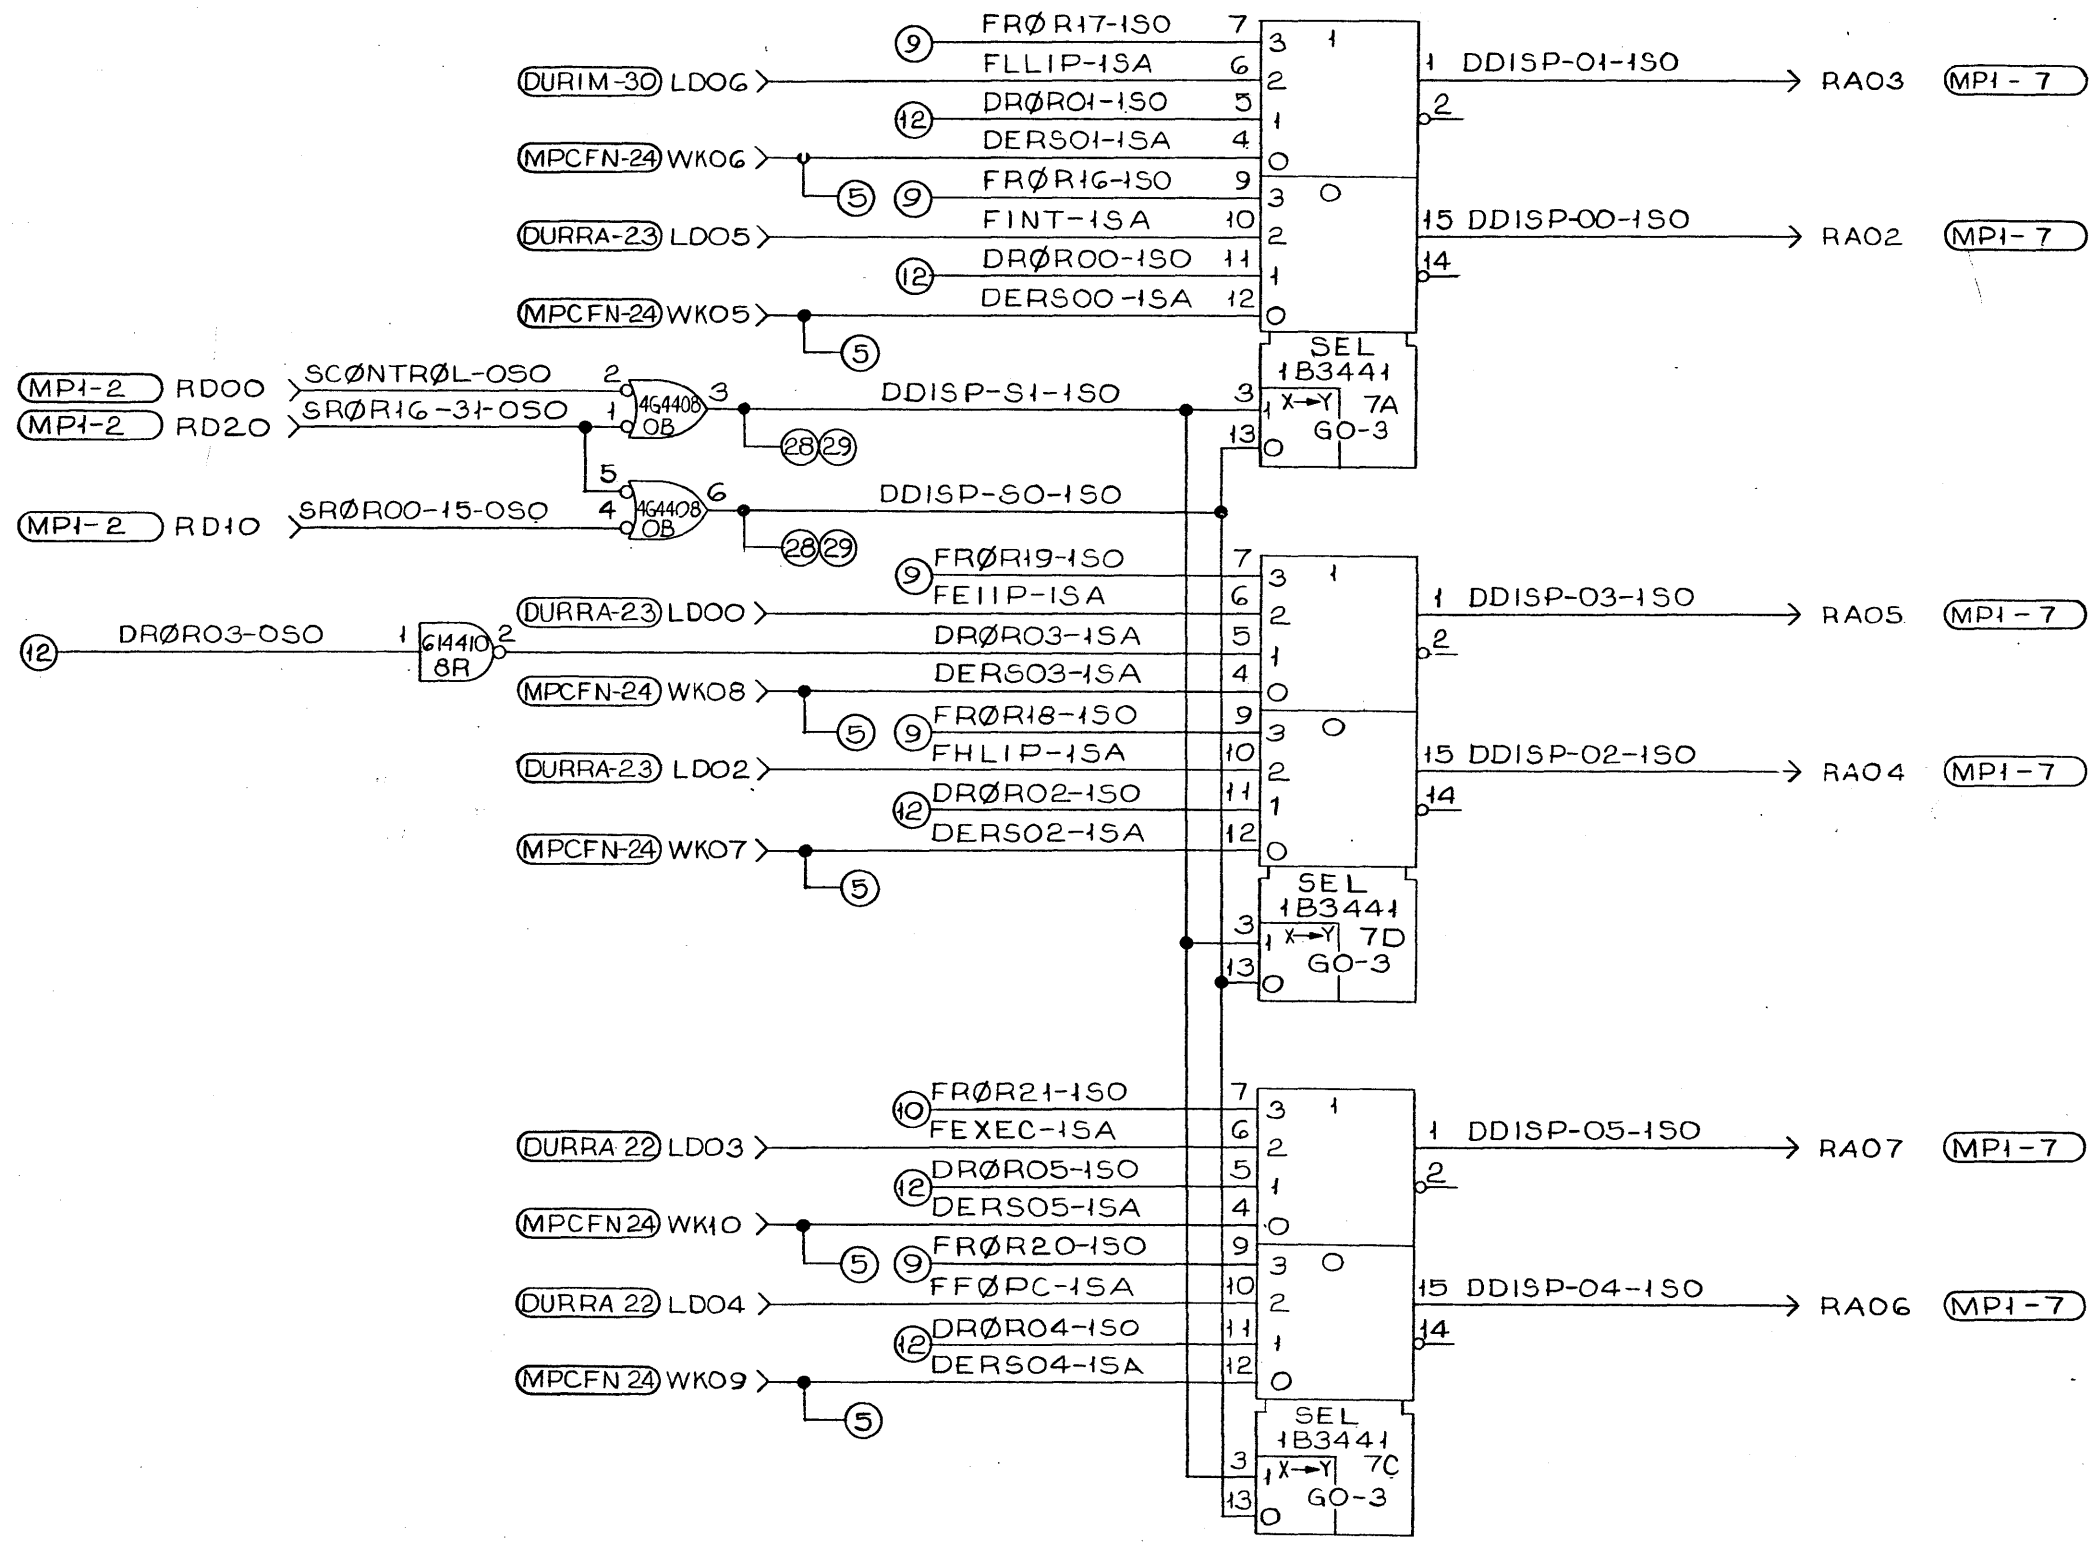 FRØR17-1SO 7
9 3 1
DURIM-30 LD06 FLLIP-1SA 6 2 1 DDISP-01-1SO RA03 MP1-7
12 DRØR01-1SO 5 1 2
MPCFN-24 WK06 DERS01-1SA 4 0
5 9 FRØR16-1SO 9 3 0
DURRA-23 LD05 FINT-1SA 10 2 15 DDISP-00-1SO RA02 MP1-7
12 DRØR00-1SO 11 1 14
MPCFN-24 WK05 DERS00-1SA 12 0
5
SEL
1B3441
MP1-2 RD00 SCØNTRØL-0SO 2 4G4408 0B 3 DDISP-S1-1SO 3 1 X→Y 7A
MP1-2 RD20 SRØR16-31-0SO 1 G0-3
28 29 13 0
5 4G4408 0B 6 DDISP-S0-1SO
MP1-2 RD10 SRØR00-15-0SO 4
28 29
9 FRØR19-1SO 7 3 1
DURRA-23 LD00 FEIIP-1SA 6 2 1 DDISP-03-1SO RA05 MP1-7
12 DRØR03-0SO 1 614410 8R 2 DRØR03-1SA 5 1 2
MPCFN-24 WK08 DERS03-1SA 4 0
5 9 FRØR18-1SO 9 3 0
DURRA-23 LD02 FHLIP-1SA 10 2 15 DDISP-02-1SO RA04 MP1-7
12 DRØR02-1SO 11 1 14
MPCFN-24 WK07 DERS02-1SA 12 0
5
SEL
1B3441
3 1 X→Y 7D
G0-3
13 0
10 FRØR21-1SO 7 3 1
DURRA 22 LD03 FEXEC-1SA 6 2 1 DDISP-05-1SO RA07 MP1-7
12 DRØR05-1SO 5 1 2
MPCFN 24 WK10 DERS05-1SA 4 0
5 9 FRØR20-1SO 9 3 0
DURRA 22 LD04 FFØPC-1SA 10 2 15 DDISP-04-1SO RA06 MP1-7
12 DRØR04-1SO 11 1 14
MPCFN 24 WK09 DERS04-1SA 12 0
5
SEL
1B3441
3 1 X→Y 7C
G0-3
13 0